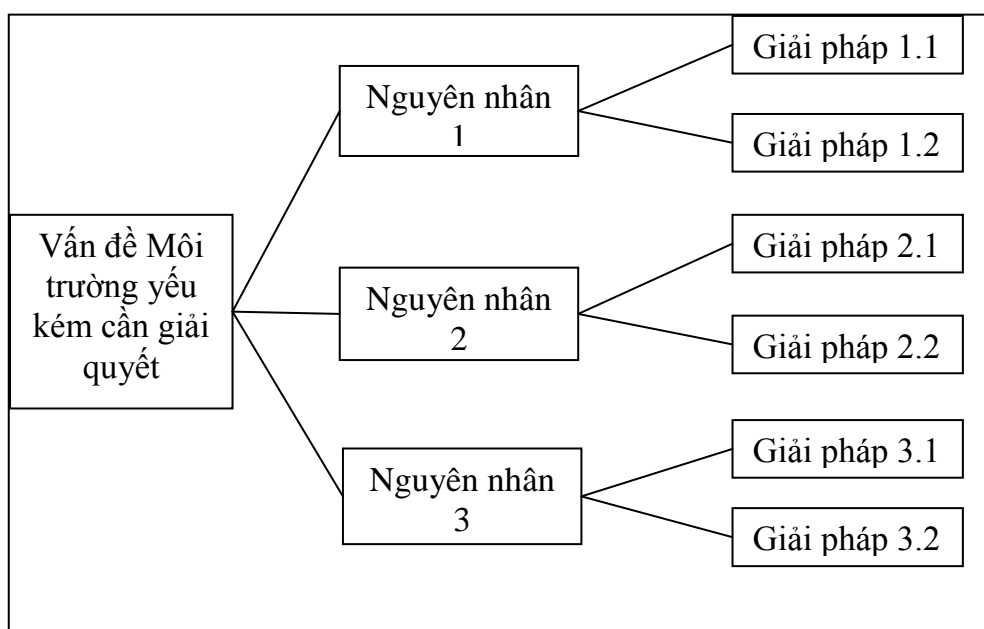 Vấn đề Môi
trường yếu
kém cần giải
quyết
Nguyên nhân
1
Giải pháp 1.1
Giải pháp 1.2
Nguyên nhân
2
Giải pháp 2.1
Giải pháp 2.2
Nguyên nhân
3
Giải pháp 3.1
Giải pháp 3.2